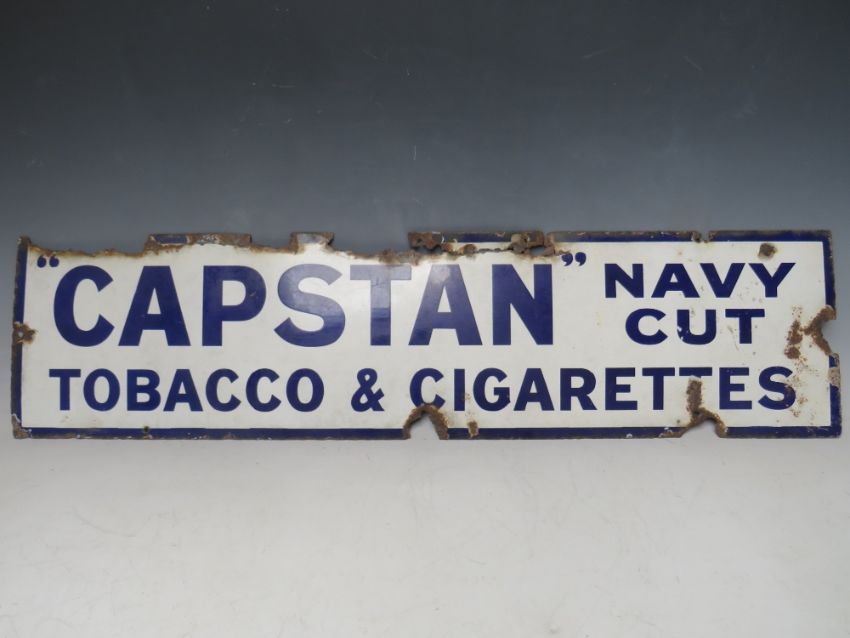 “CAPSTAN” NAVY CUT
TOBACCO & CIGARETTES